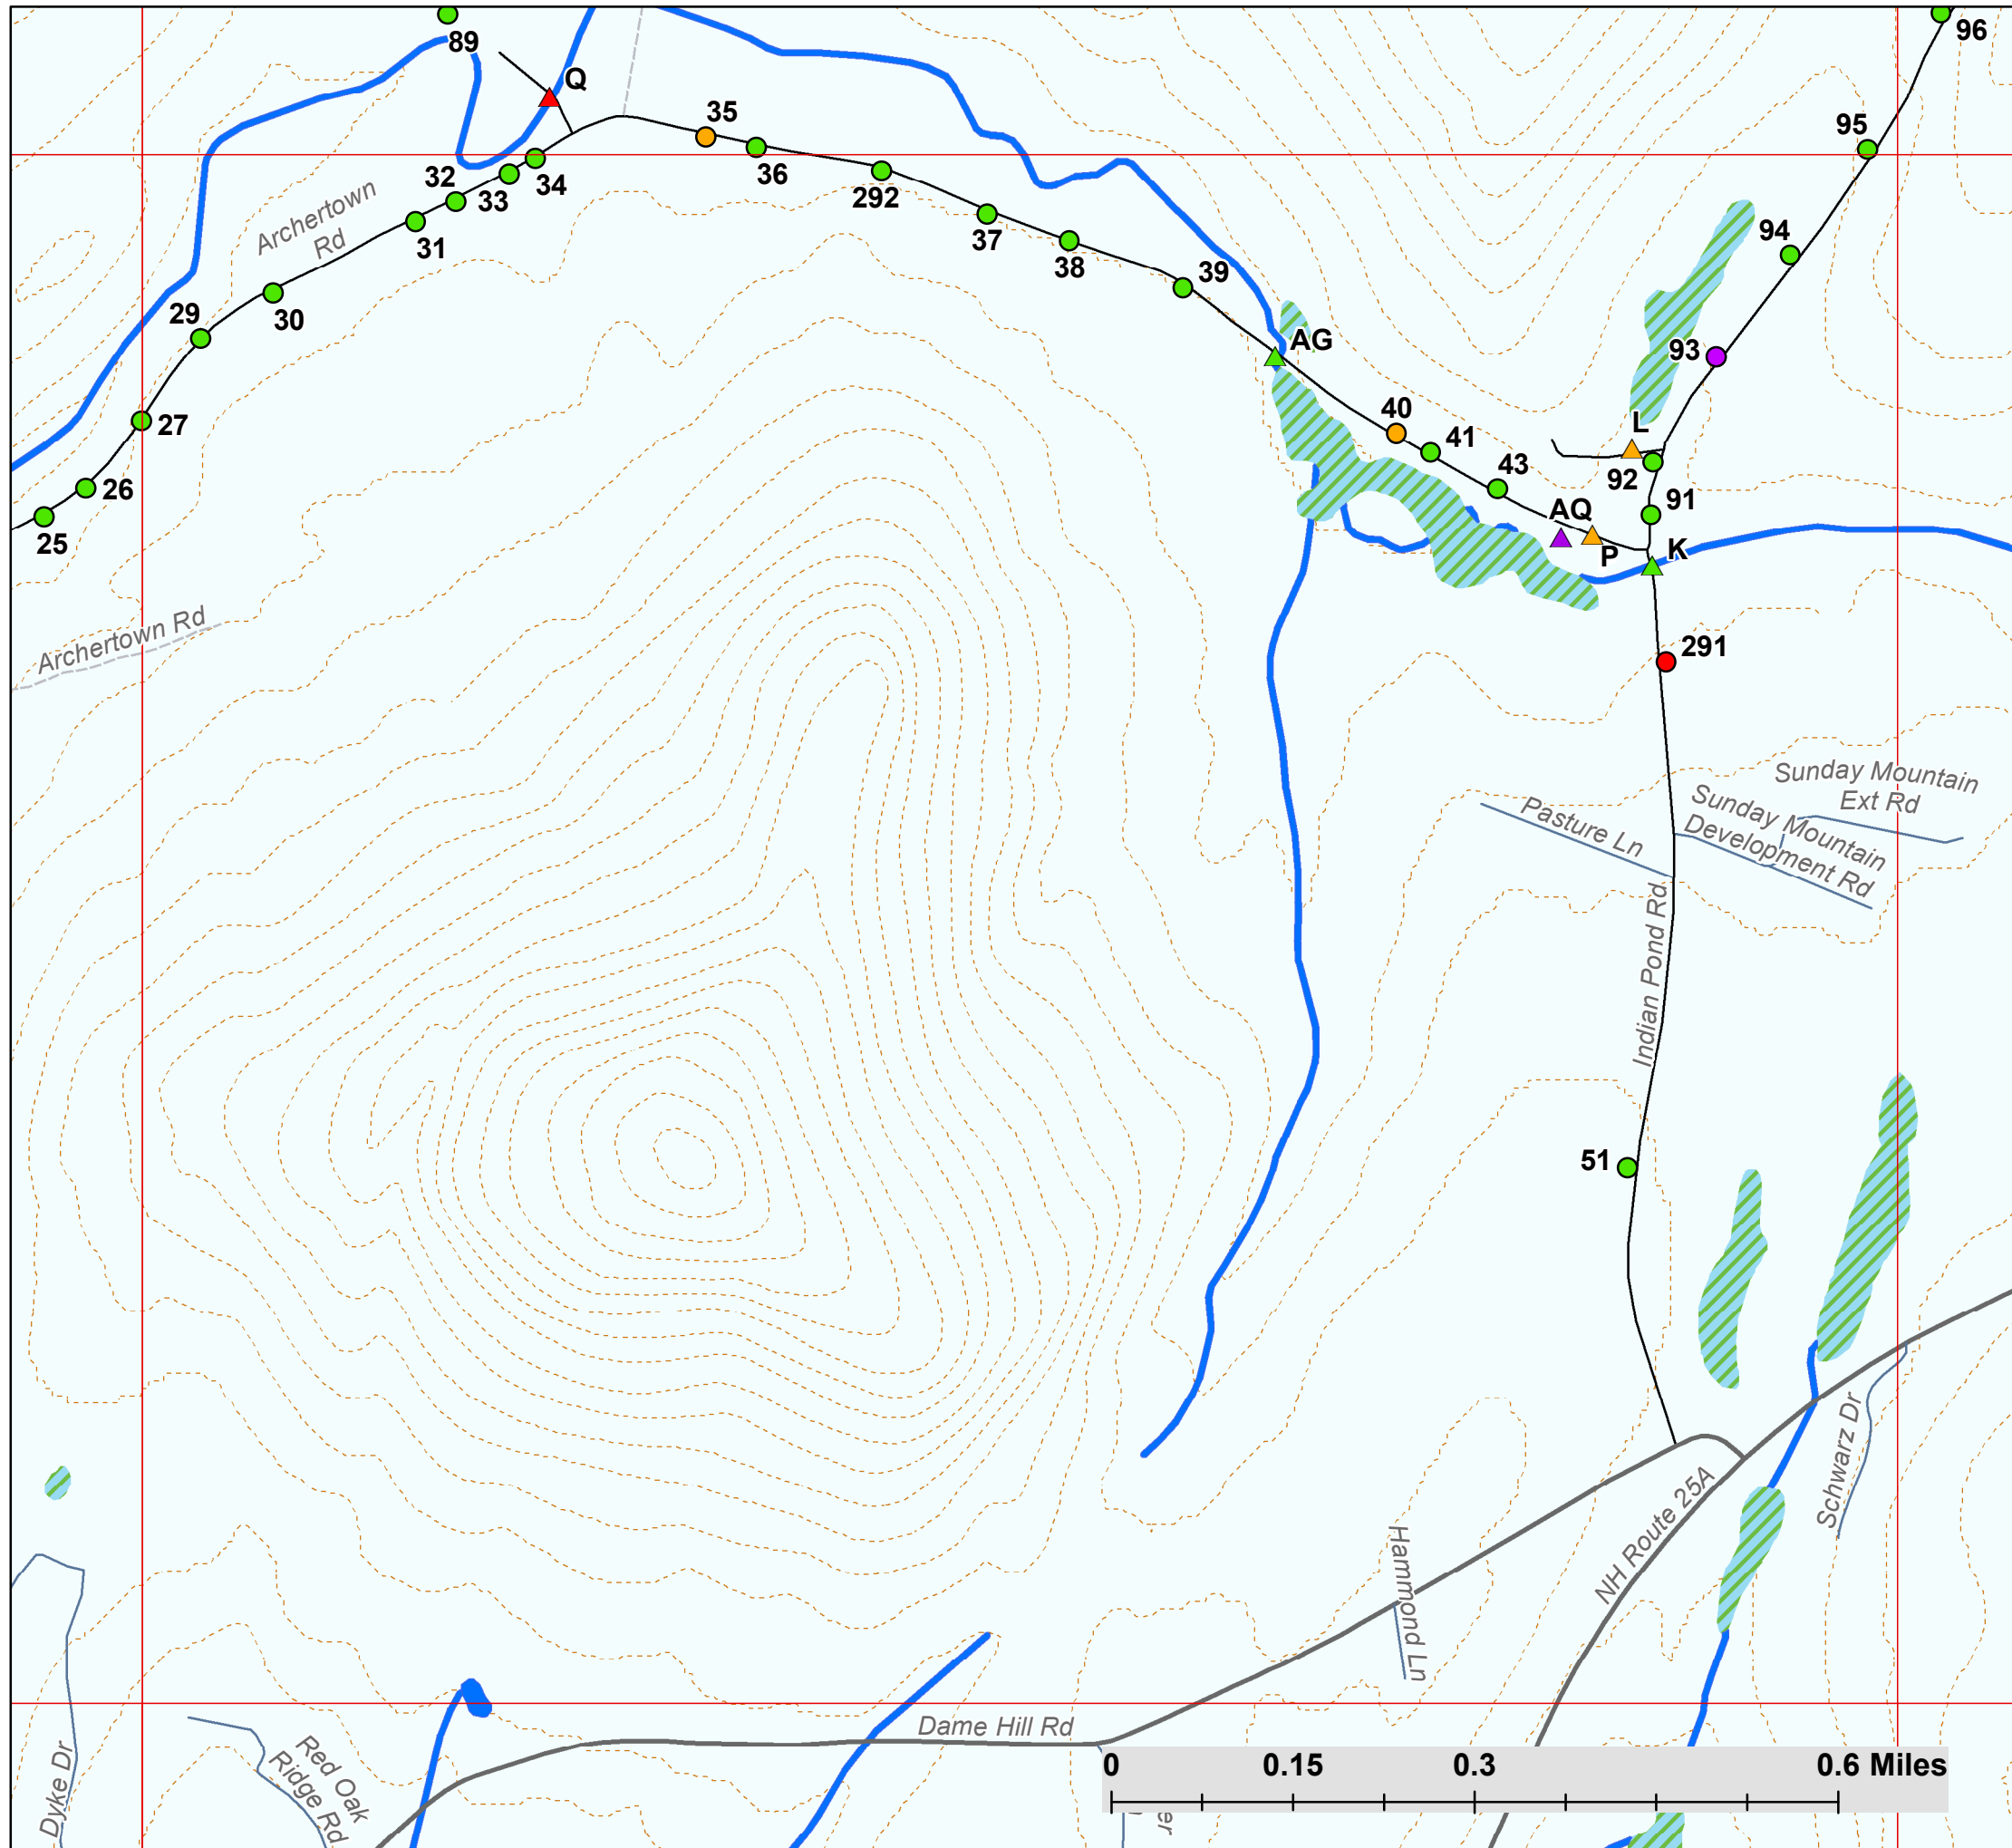 89
Q
96
35
95
36
32
33
34
292
Archertown
Rd
31
37
94
38
39
29
30
AG
93
40
27
L
41
43
92
26
91
AQ
25
P
K
Archertown Rd
291
Sunday Mountain
Ext Rd
Sunday Mountain
Development Rd
Pasture Ln
Indian Pond Rd
51
Schwarz Dr
NH Route 25A
Hammond Ln
Dame Hill Rd
Red Oak
Ridge Rd
Dyke Dr
0 0.15 0.3 0.6 Miles
er